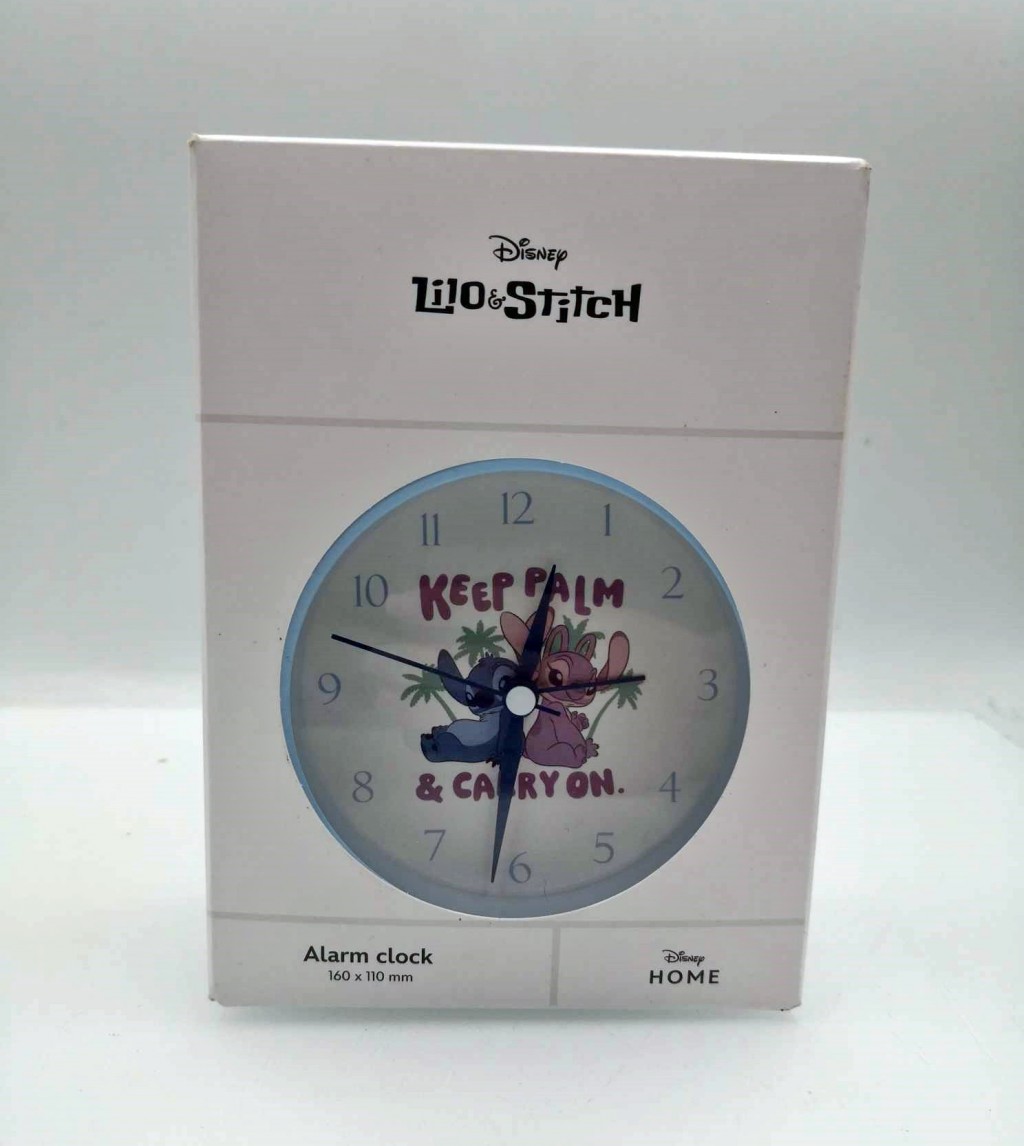 Disney
Lilo & Stitch
12
11
1
10
2
KEEP PALM
9
3
& CARRY ON.
8
4
7
5
6
Alarm clock
160 x 110 mm
Disney
HOME